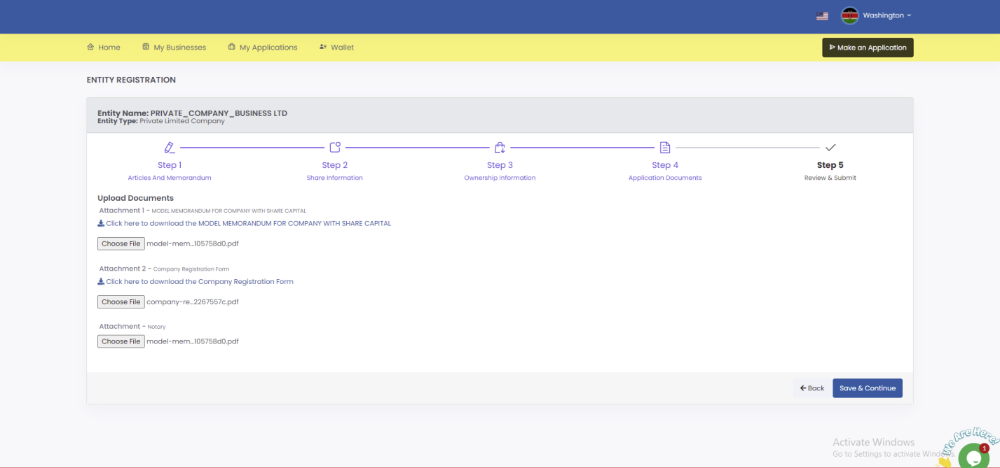 Washington
Home My Businesses My Applications Wallet Make an Application
ENTITY REGISTRATION
Entity Name: PRIVATE_COMPANY_BUSINESS LTD
Entity Type: Private Limited Company
Step 1 Step 2 Step 3 Step 4 Step 5
Articles And Memorandum Share Information Ownership Information Application Documents Review & Submit
Upload Documents
Attachment 1 - MODEL MEMORANDUM FOR COMPANY WITH SHARE CAPITAL
Click here to download the MODEL MEMORANDUM FOR COMPANY WITH SHARE CAPITAL
Choose File model-mem...105758d0.pdf
Attachment 2 - Company Registration Form
Click here to download the Company Registration Form
Choose File company-re...2267557c.pdf
Attachment - Notary
Choose File model-mem...105758d0.pdf
Back Save & Continue
We Are Here!
1
Activate Windows
Go to Settings to activate Windows.